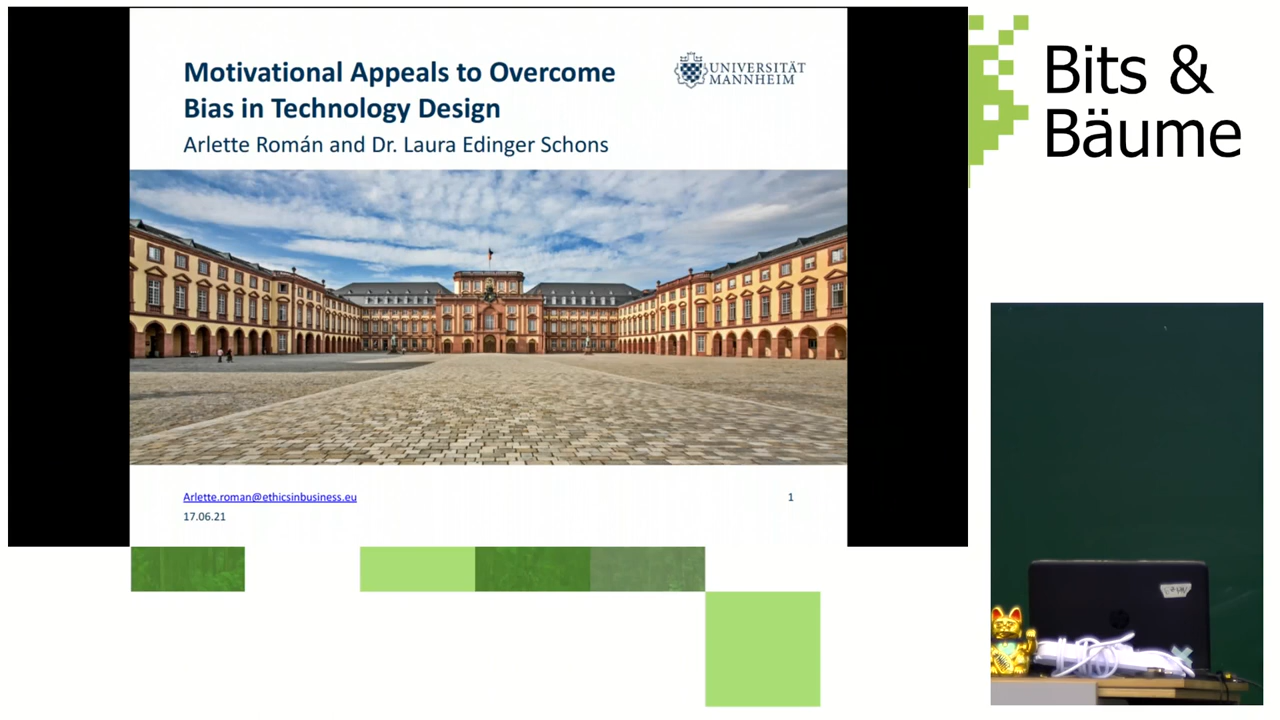 Motivational Appeals to Overcome
Bias in Technology Design
Arlette Román and Dr. Laura Edinger Schons
UNIVERSITÄT
MANNHEIM
Arlette.roman@ethicsinbusiness.eu
17.06.21
1
Bits &
Bäume